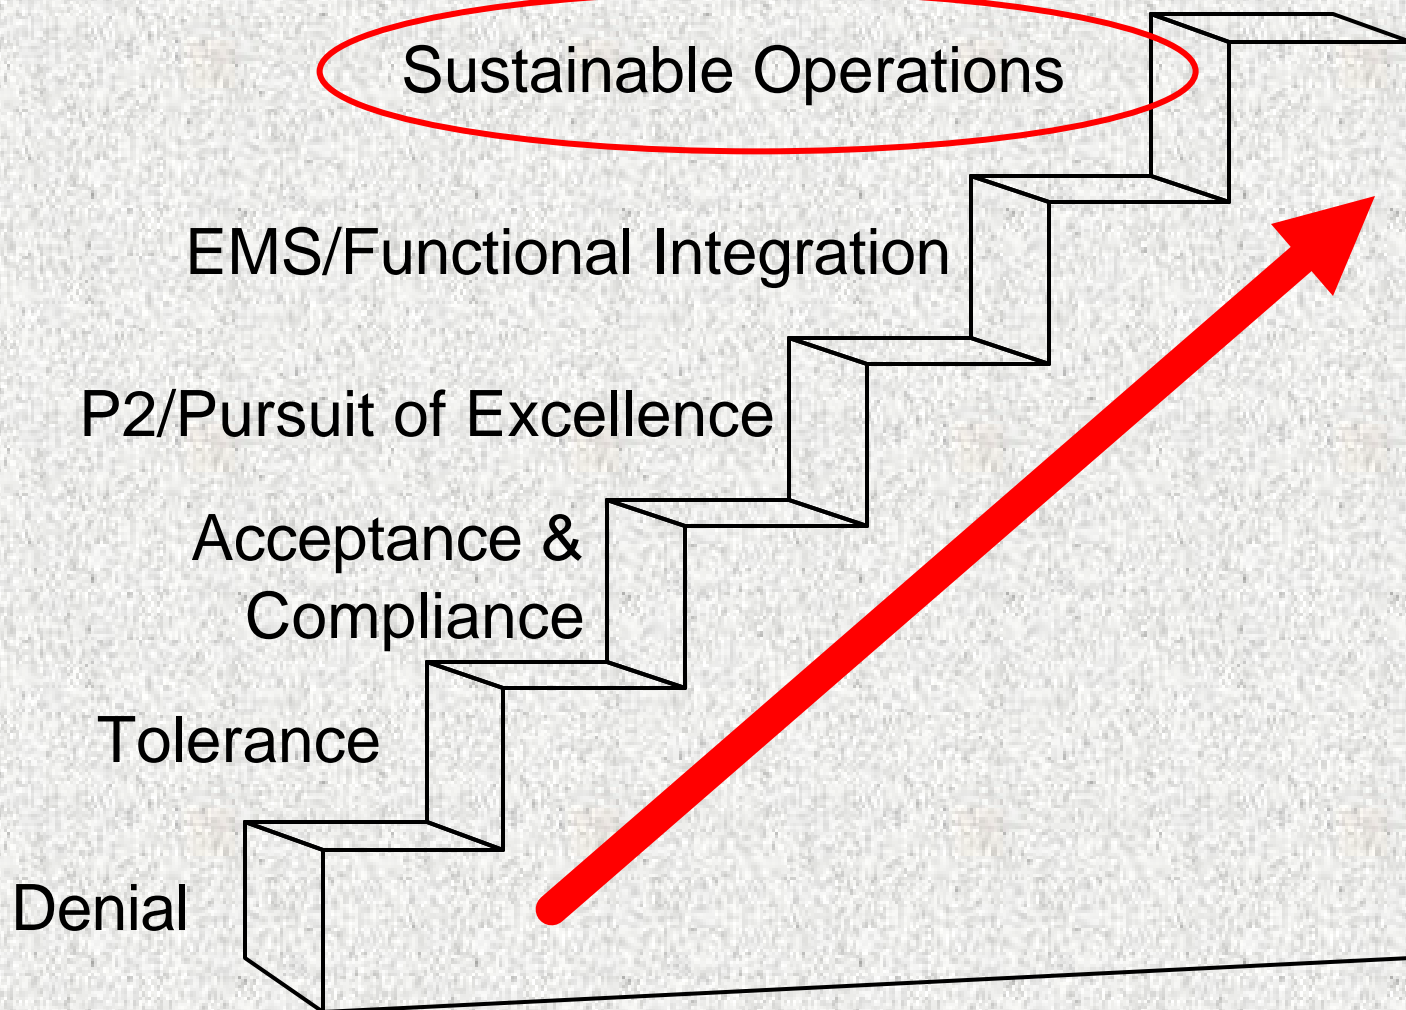 Sustainable Operations
EMS/Functional Integration
P2/Pursuit of Excellence
Acceptance &
Compliance
Tolerance
Denial